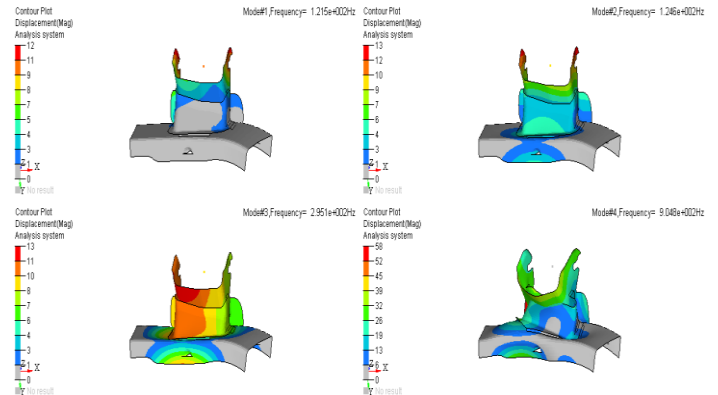 Contour Plot
Displacement(Mag)
Analysis system
Mode#1,Frequency= 1.215e+002Hz
12
11
10
9
7
6
4
3
1
0
Z
X
Y
No result
Contour Plot
Displacement(Mag)
Analysis system
Mode#2,Frequency= 1.246e+002Hz
13
12
10
9
7
6
4
3
1
0
Z
X
Y
No result
Contour Plot
Displacement(Mag)
Analysis system
Mode#3,Frequency= 2.951e+002Hz
13
11
10
8
7
6
4
3
1
0
Z
X
Y
No result
Contour Plot
Displacement(Mag)
Analysis system
Mode#4,Frequency= 9.048e+002Hz
58
52
45
39
32
26
19
13
6
0
Z
X
Y
No result